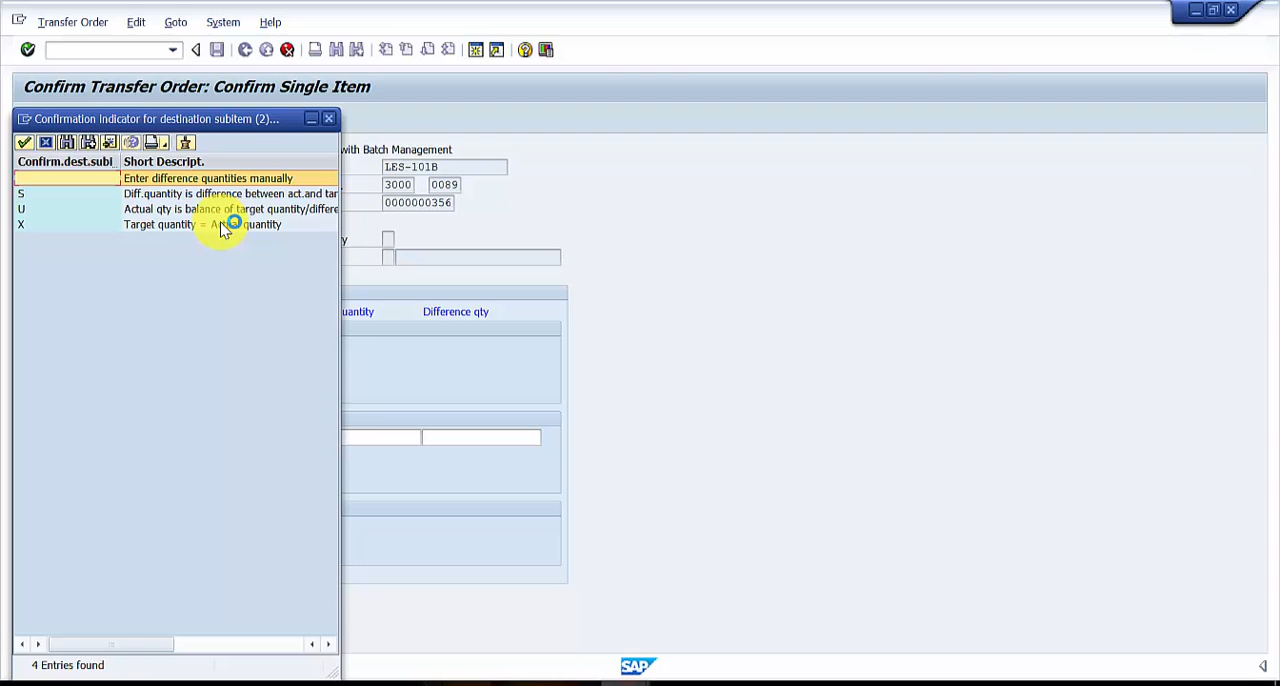 Transfer Order Edit Goto System Help
Confirm Transfer Order: Confirm Single Item
Confirmation indicator for destination subitem (2)...
Confirm.dest.subi Short Descript.
Enter difference quantities manually
S Diff.quantity is difference between act.and tar
U Actual qty is balance of target quantity/differe
X Target quantity = Actual quantity
with Batch Management
LES-101B
3000 0089
0000000356
y
uantity Difference qty
4 Entries found
SAP